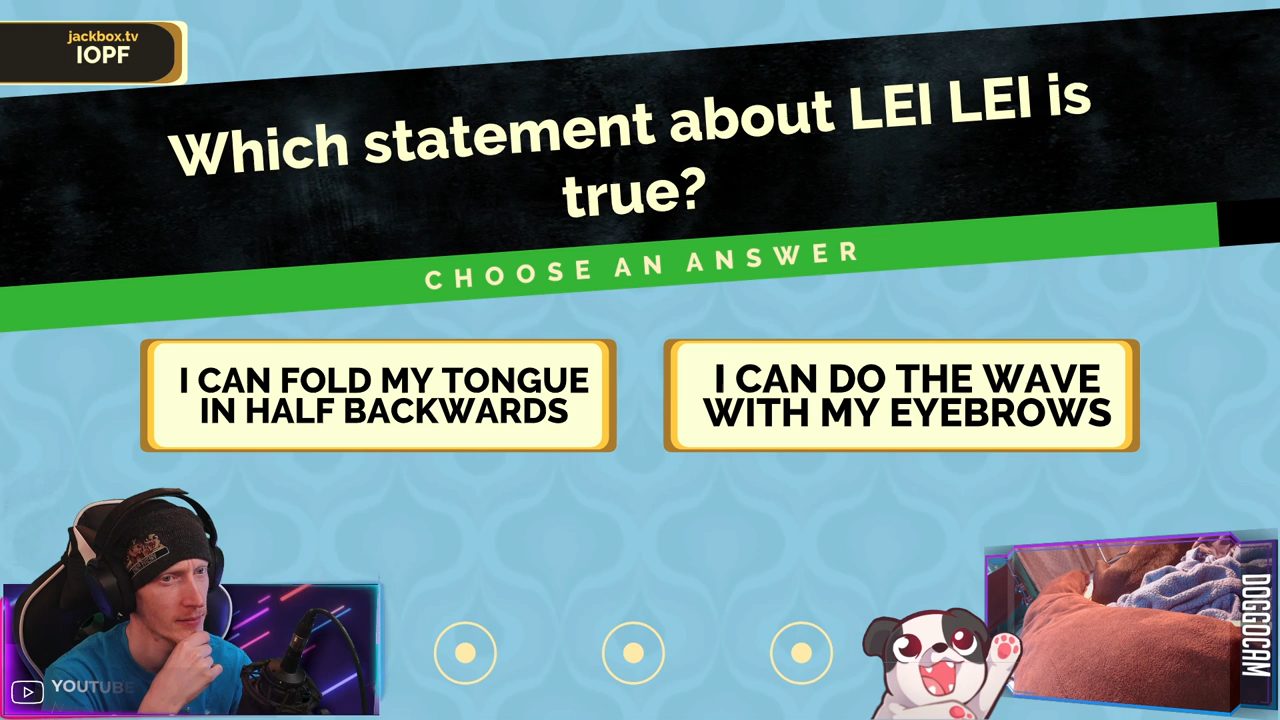 jackbox.tv
IOPF
Which statement about LEI LEI is
true?
CHOOSE AN ANSWER
I CAN FOLD MY TONGUE
IN HALF BACKWARDS
I CAN DO THE WAVE
WITH MY EYEBROWS
YOUTUBE
DOGGOCAM